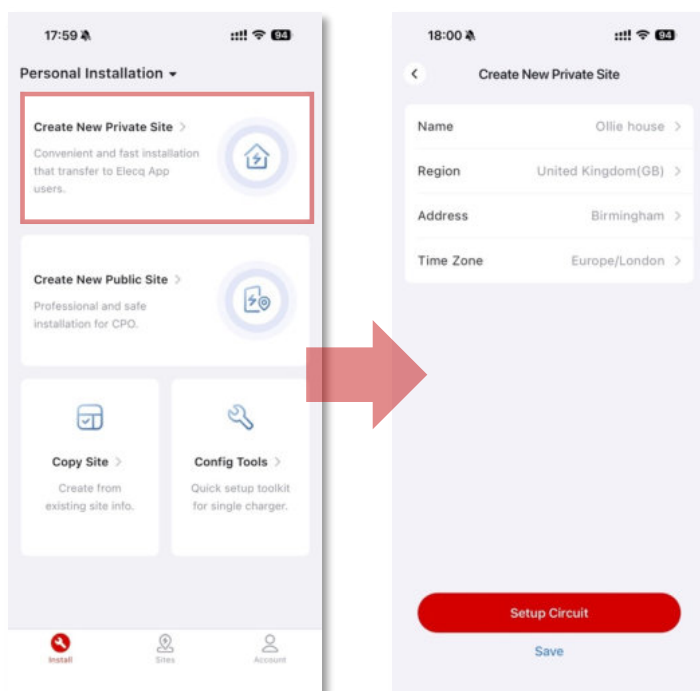 17:59
94
Personal Installation
Create New Private Site >
Convenient and fast installation
that transfer to Elecq App
users.
Create New Public Site >
Professional and safe
installation for CPO.
Copy Site >
Create from
existing site info.
Config Tools >
Quick setup toolkit
for single charger.
Install
Sites
Account
18:00
94
Create New Private Site
Name Ollie house >
Region United Kingdom(GB) >
Address Birmingham >
Time Zone Europe/London >
Setup Circuit
Save